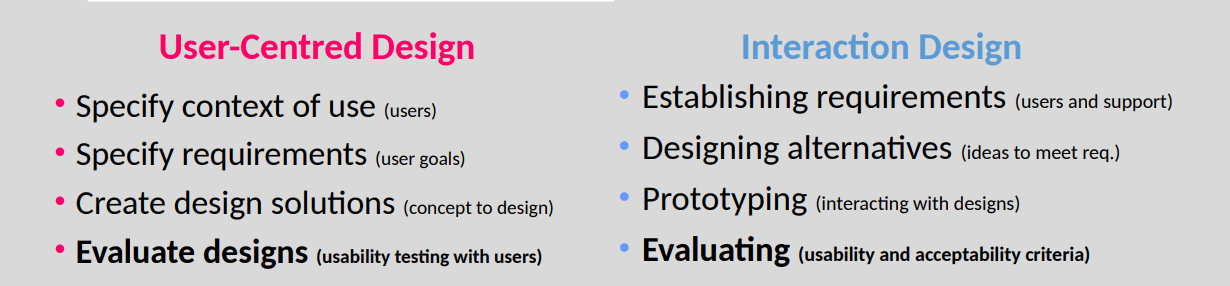 User-Centred Design
• Specify context of use (users)
• Specify requirements (user goals)
• Create design solutions (concept to design)
• Evaluate designs (usability testing with users)
Interaction Design
• Establishing requirements (users and support)
• Designing alternatives (ideas to meet req.)
• Prototyping (interacting with designs)
• Evaluating (usability and acceptability criteria)